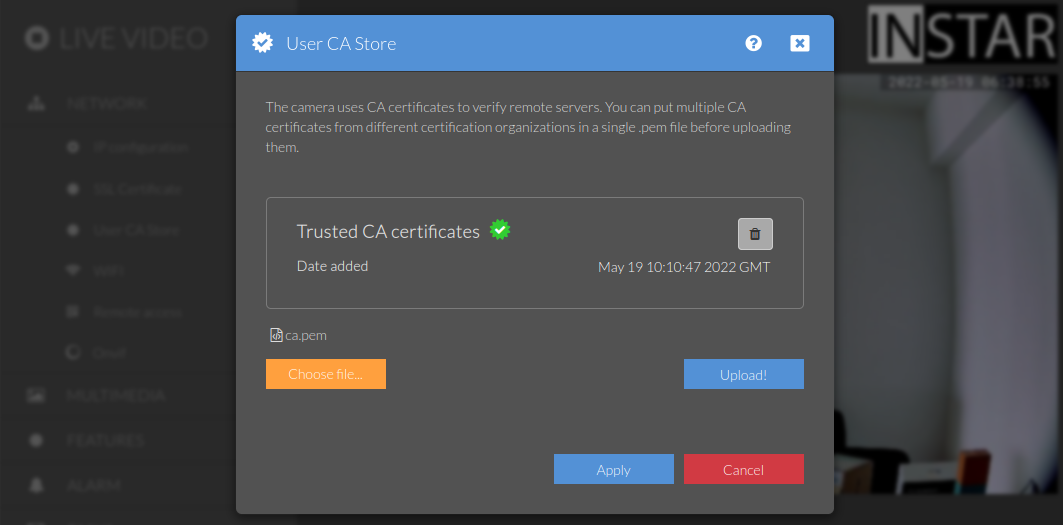 LIVE VIDEO
NETWORK
IP configuration
SSL Certificate
User CA Store
WiFi
Remote access
Onvif
MULTIMEDIA
FEATURES
ALARM
User CA Store
The camera uses CA certificates to verify remote servers. You can put multiple CA
certificates from different certification organizations in a single .pem file before uploading
them.
Trusted CA certificates
Date added
May 19 10:10:47 2022 GMT
ca.pem
Choose file...
Upload!
Apply
Cancel
INSTAR
2022-05-19 06:38:55